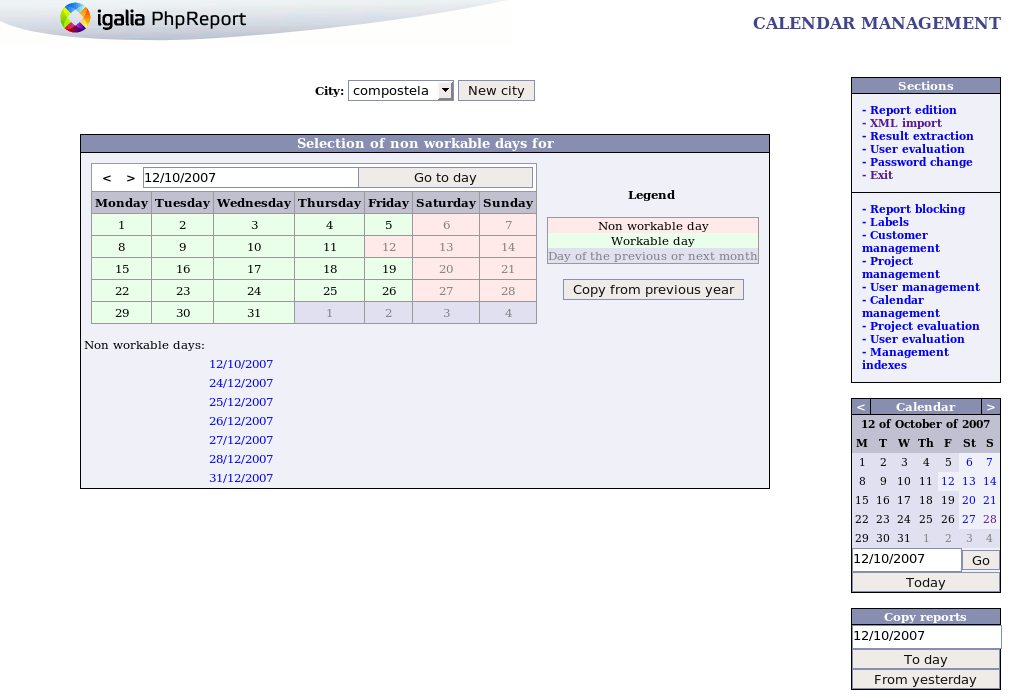 igalia PhpReport
CALENDAR MANAGEMENT
City: compostela New city
Selection of non workable days for
< > 12/10/2007 Go to day
Monday Tuesday Wednesday Thursday Friday Saturday Sunday
1 2 3 4 5 6 7
8 9 10 11 12 13 14
15 16 17 18 19 20 21
22 23 24 25 26 27 28
29 30 31 1 2 3 4
Legend
Non workable day
Workable day
Day of the previous or next month
Copy from previous year
Non workable days:
12/10/2007
24/12/2007
25/12/2007
26/12/2007
27/12/2007
28/12/2007
31/12/2007
Sections
- Report edition
- XML import
- Result extraction
- User evaluation
- Password change
- Exit
- Report blocking
- Labels
- Customer
management
- Project
management
- User management
- Calendar
management
- Project evaluation
- User evaluation
- Management
indexes
< Calendar >
12 of October of 2007
M T W Th F St S
1 2 3 4 5 6 7
8 9 10 11 12 13 14
15 16 17 18 19 20 21
22 23 24 25 26 27 28
29 30 31 1 2 3 4
12/10/2007 Go
Today
Copy reports
12/10/2007
To day
From yesterday